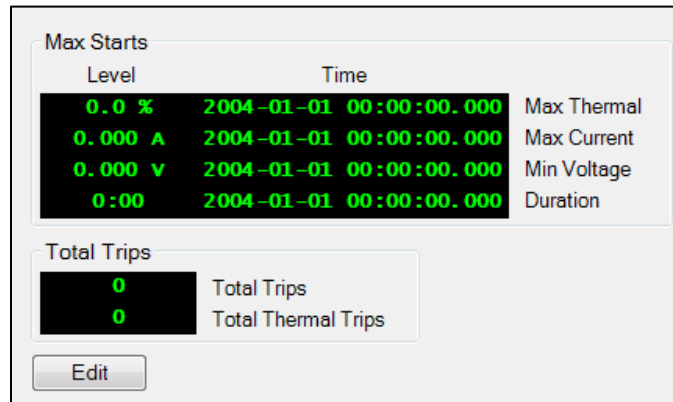 Max Starts
Level Time
0.0 % 2004-01-01 00:00:00.000 Max Thermal
0.000 A 2004-01-01 00:00:00.000 Max Current
0.000 V 2004-01-01 00:00:00.000 Min Voltage
0:00 2004-01-01 00:00:00.000 Duration
Total Trips
0 Total Trips
0 Total Thermal Trips
Edit